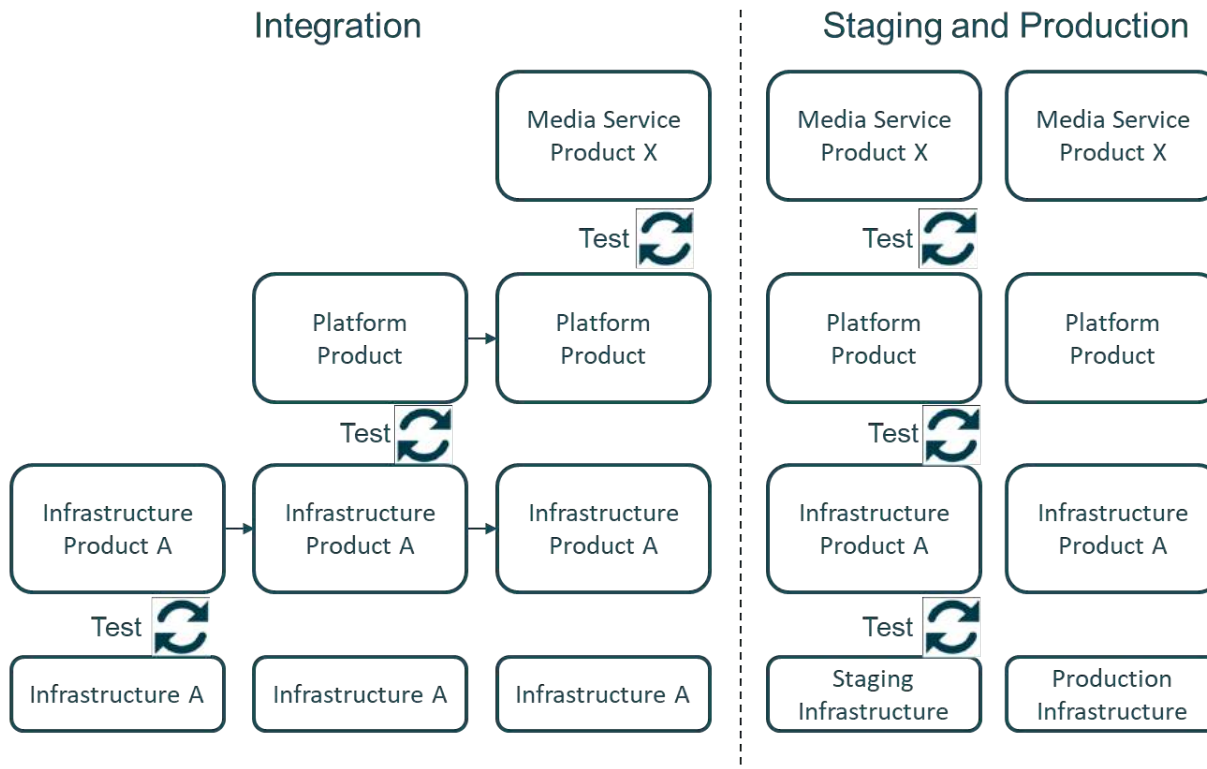 Integration
Staging and Production
Media Service
Product X
Media Service
Product X
Media Service
Product X
Test
Test
Platform
Product
Platform
Product
Platform
Product
Platform
Product
Test
Test
Infrastructure
Product A
Infrastructure
Product A
Infrastructure
Product A
Infrastructure
Product A
Infrastructure
Product A
Test
Test
Infrastructure A
Infrastructure A
Infrastructure A
Staging
Infrastructure
Production
Infrastructure